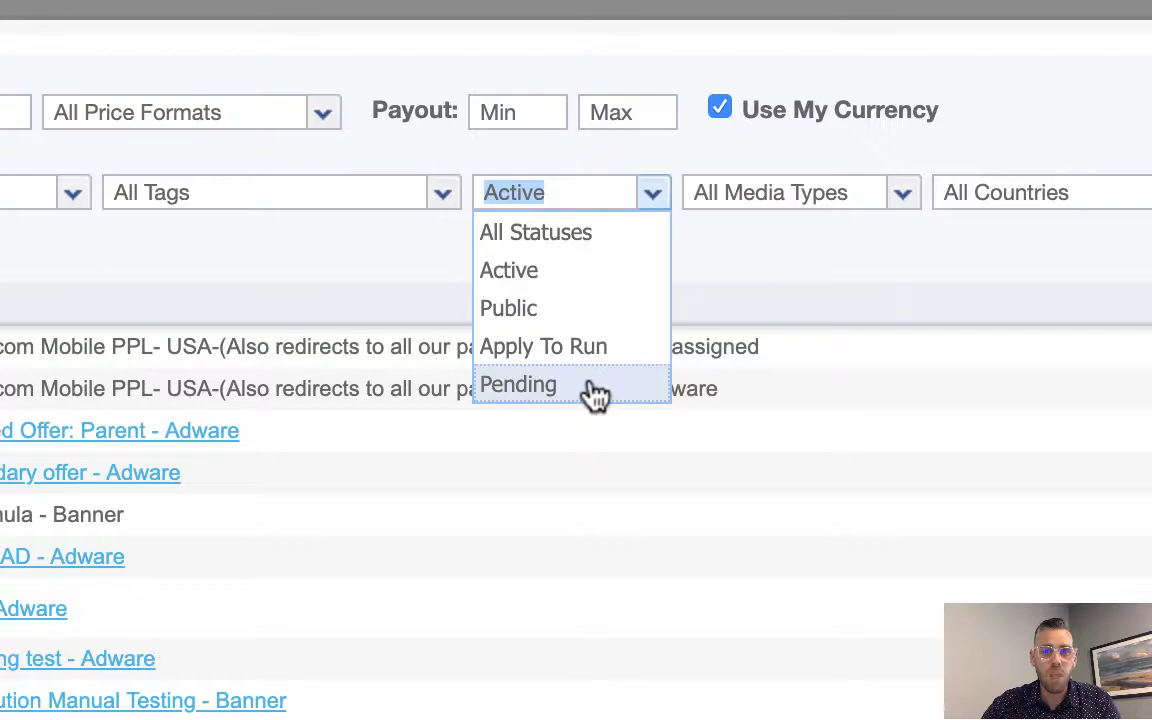 All Price Formats
Payout:
Min
Max
Use My Currency
All Tags
Active
All Media Types
All Countries
All Statuses
Active
Public
Apply To Run
Pending
com Mobile PPL- USA-(Also redirects to all our pa
assigned
com Mobile PPL- USA-(Also redirects to all our p
ware
ed Offer: Parent - Adware
dary offer - Adware
ula - Banner
AD - Adware
Adware
ng test - Adware
ution Manual Testing - Banner